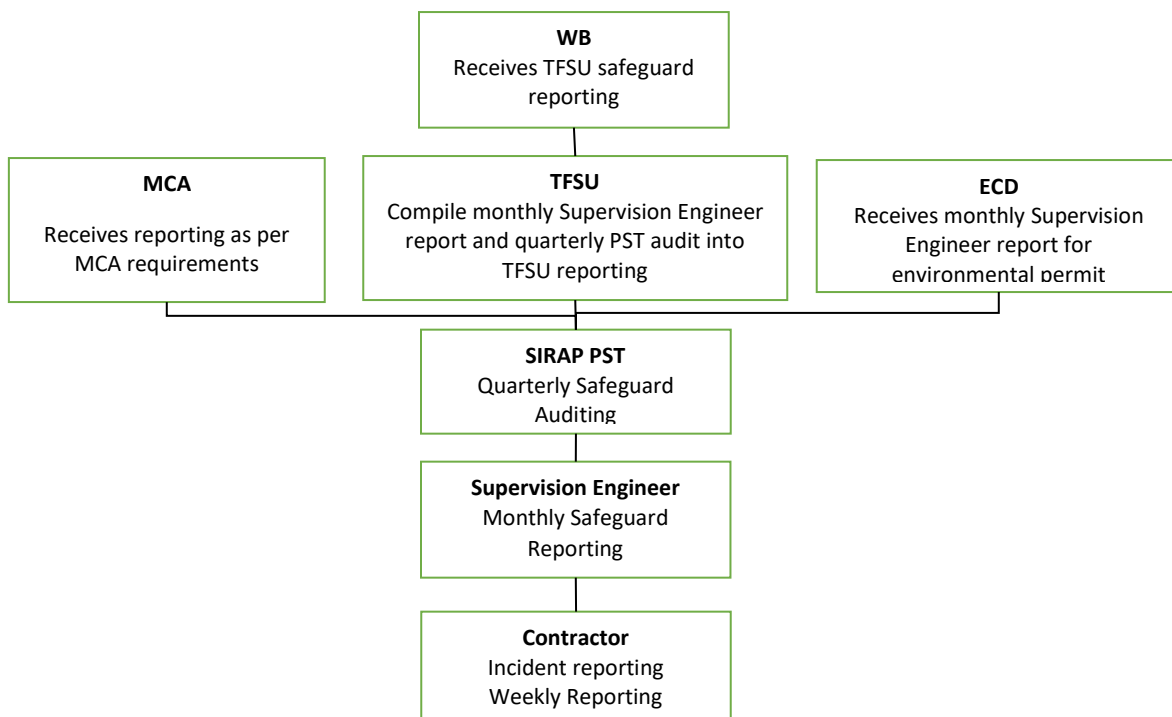 WB
Receives TFSU safeguard
reporting
MCA
Receives reporting as per
MCA requirements
TFSU
Compile monthly Supervision Engineer
report and quarterly PST audit into
TFSU reporting
ECD
Receives monthly Supervision
Engineer report for
environmental permit
SIRAP PST
Quarterly Safeguard
Auditing
Supervision Engineer
Monthly Safeguard
Reporting
Contractor
Incident reporting
Weekly Reporting